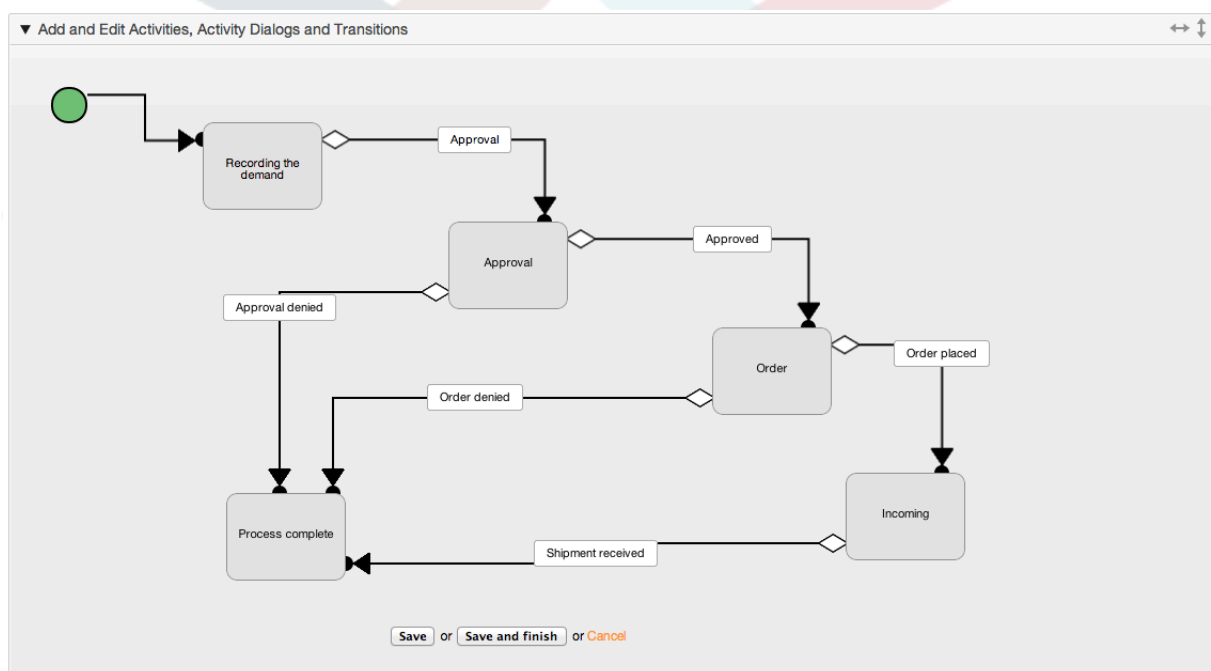 ▼ Add and Edit Activities, Activity Dialogs and Transitions
Recording the
demand
Approval
Approval
Approved
Approval denied
Order
Order placed
Order denied
Incoming
Process complete
Shipment received
Save or Save and finish or Cancel